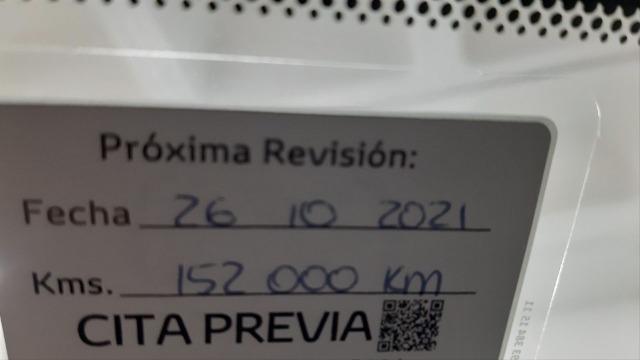 Próxima Revisión:
Fecha 26 10 2021
Kms. 152 000 Km
CITA PREVIA